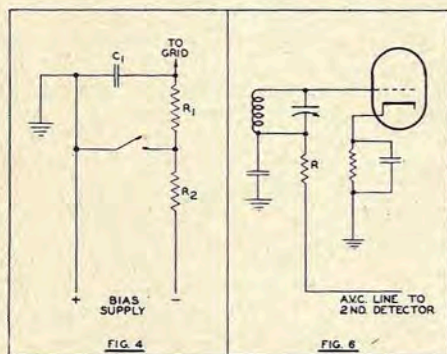 TO
GRID
C1
R1
R2
+ BIAS -
SUPPLY
FIG. 4
R
A.V.C. LINE TO
2ND. DETECTOR
FIG. 6